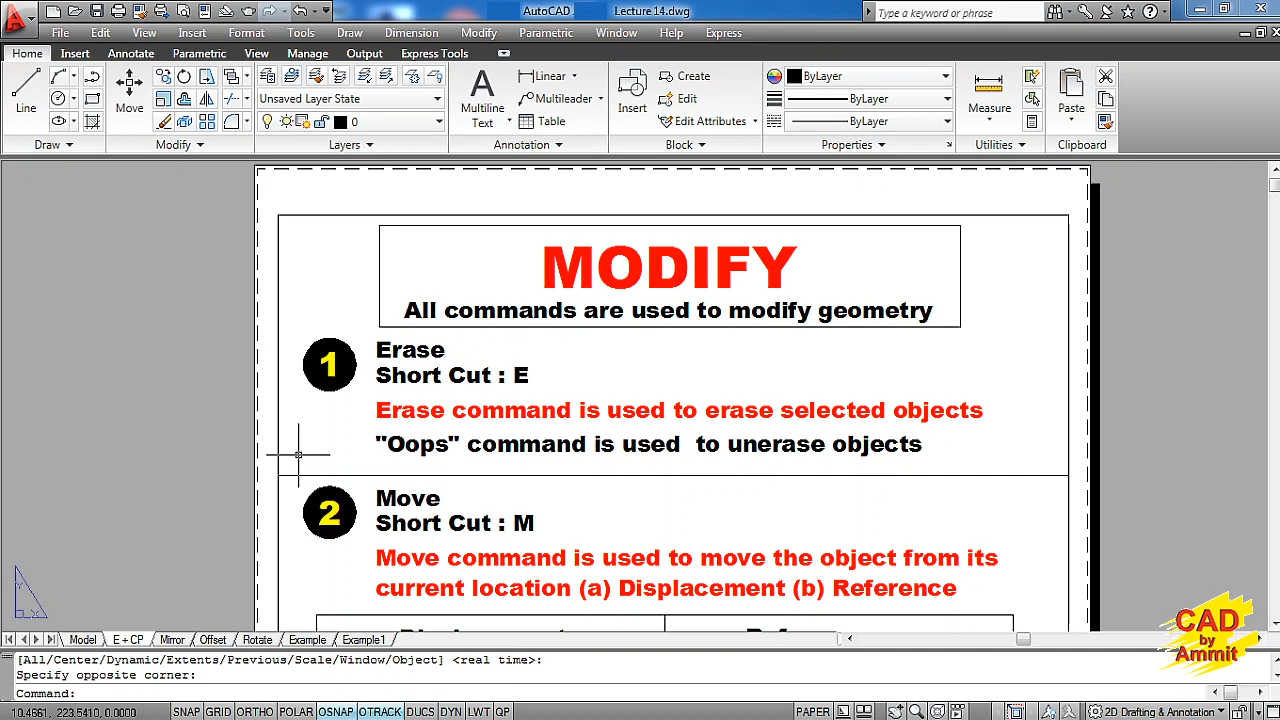 AutoCAD Lecture 14.dwg Type a keyword or phrase
File Edit View Insert Format Tools Draw Dimension Modify Parametric Window Help Express
Home Insert Annotate Parametric View Manage Output Express Tools
Line Move Unsaved Layer State 0 Multiline Text Linear Multileader Table Insert Create Edit Edit Attributes ByLayer ByLayer ByLayer Measure Paste
Draw Modify Layers Annotation Block Properties Utilities Clipboard
MODIFY
All commands are used to modify geometry
1
Erase
Short Cut : E
Erase command is used to erase selected objects
"Oops" command is used to unerase objects
2
Move
Short Cut : M
Move command is used to move the object from its
current location (a) Displacement (b) Reference
X
CAD
by
Ammit
Model E + CP Mirror Offset Rotate Example Example1
[All/Center/Dynamic/Extents/Previous/Scale/Window/Object] <real time>:
Specify opposite corner:
Command:
10.4661, 223.5410, 0.0000 SNAP GRID ORTHO POLAR OSNAP OTRACK DUCS DYN LWT QP PAPER 2D Drafting & Annotation